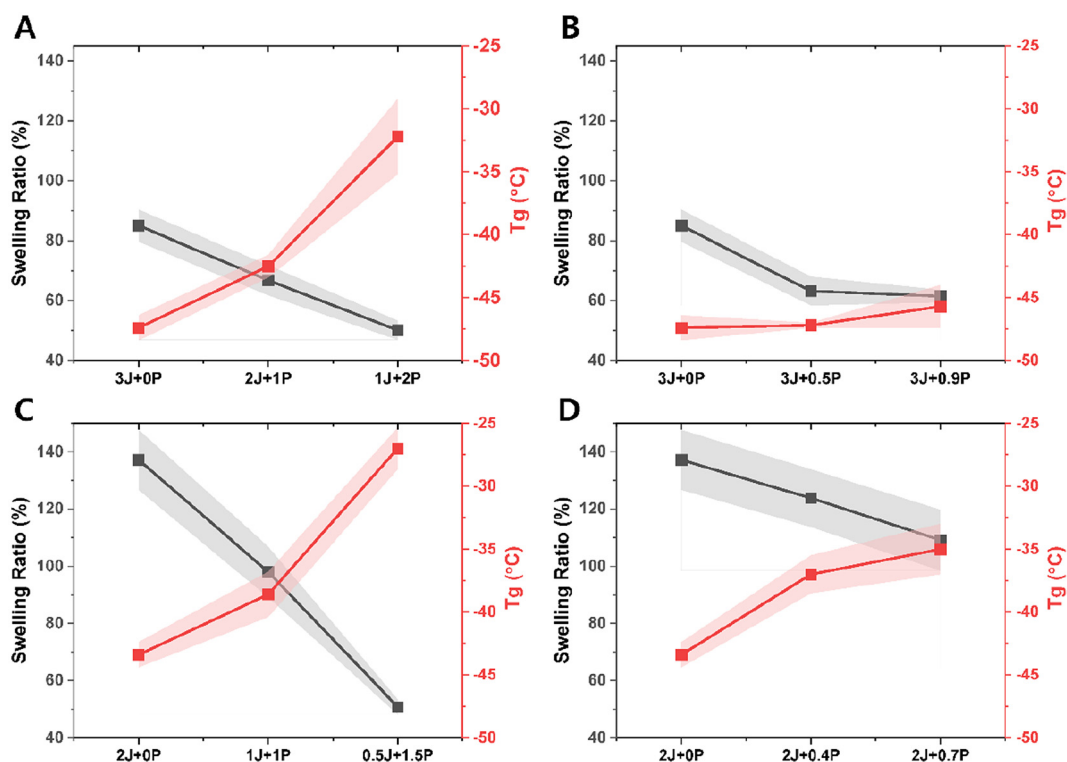 A
B
140
120
100
80
60
40
Swelling Ratio (%)
3J+0P
2J+1P
1J+2P
-25
-30
-35
-40
-45
-50
Tg (°C)
140
120
100
80
60
40
Swelling Ratio (%)
3J+0P
3J+0.5P
3J+0.9P
-25
-30
-35
-40
-45
-50
Tg (°C)
C
D
140
120
100
80
60
40
Swelling Ratio (%)
2J+0P
1J+1P
0.5J+1.5P
-25
-30
-35
-40
-45
-50
Tg (°C)
140
120
100
80
60
40
Swelling Ratio (%)
2J+0P
2J+0.4P
2J+0.7P
-25
-30
-35
-40
-45
-50
Tg (°C)